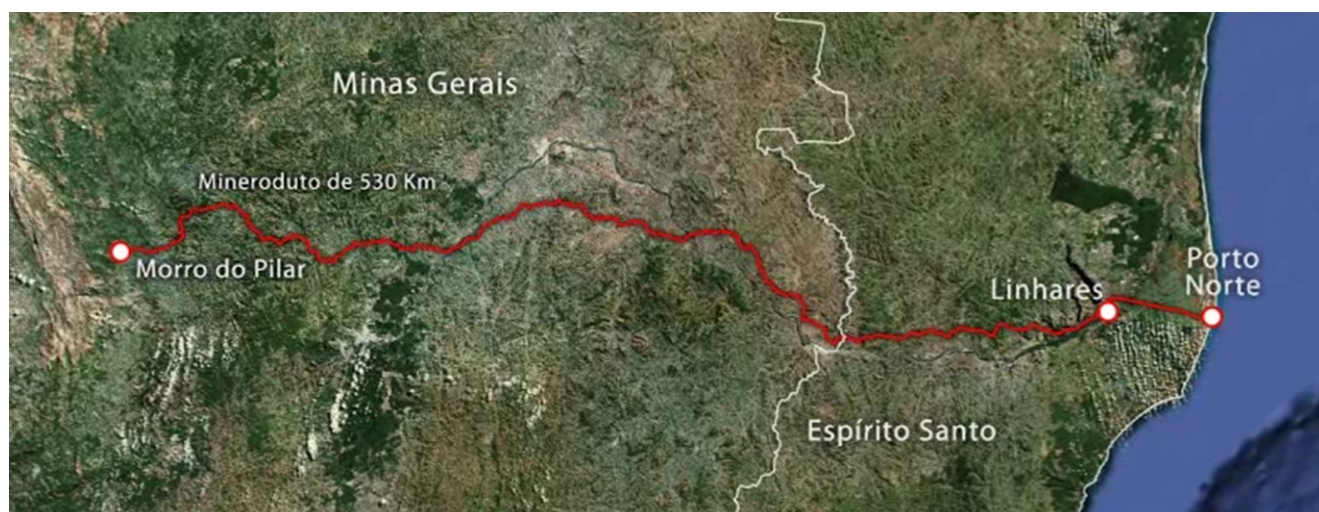 Minas Gerais
Mineroduto de 530 Km
Morro do Pilar
Linhares
Porto
Norte
Espírito Santo